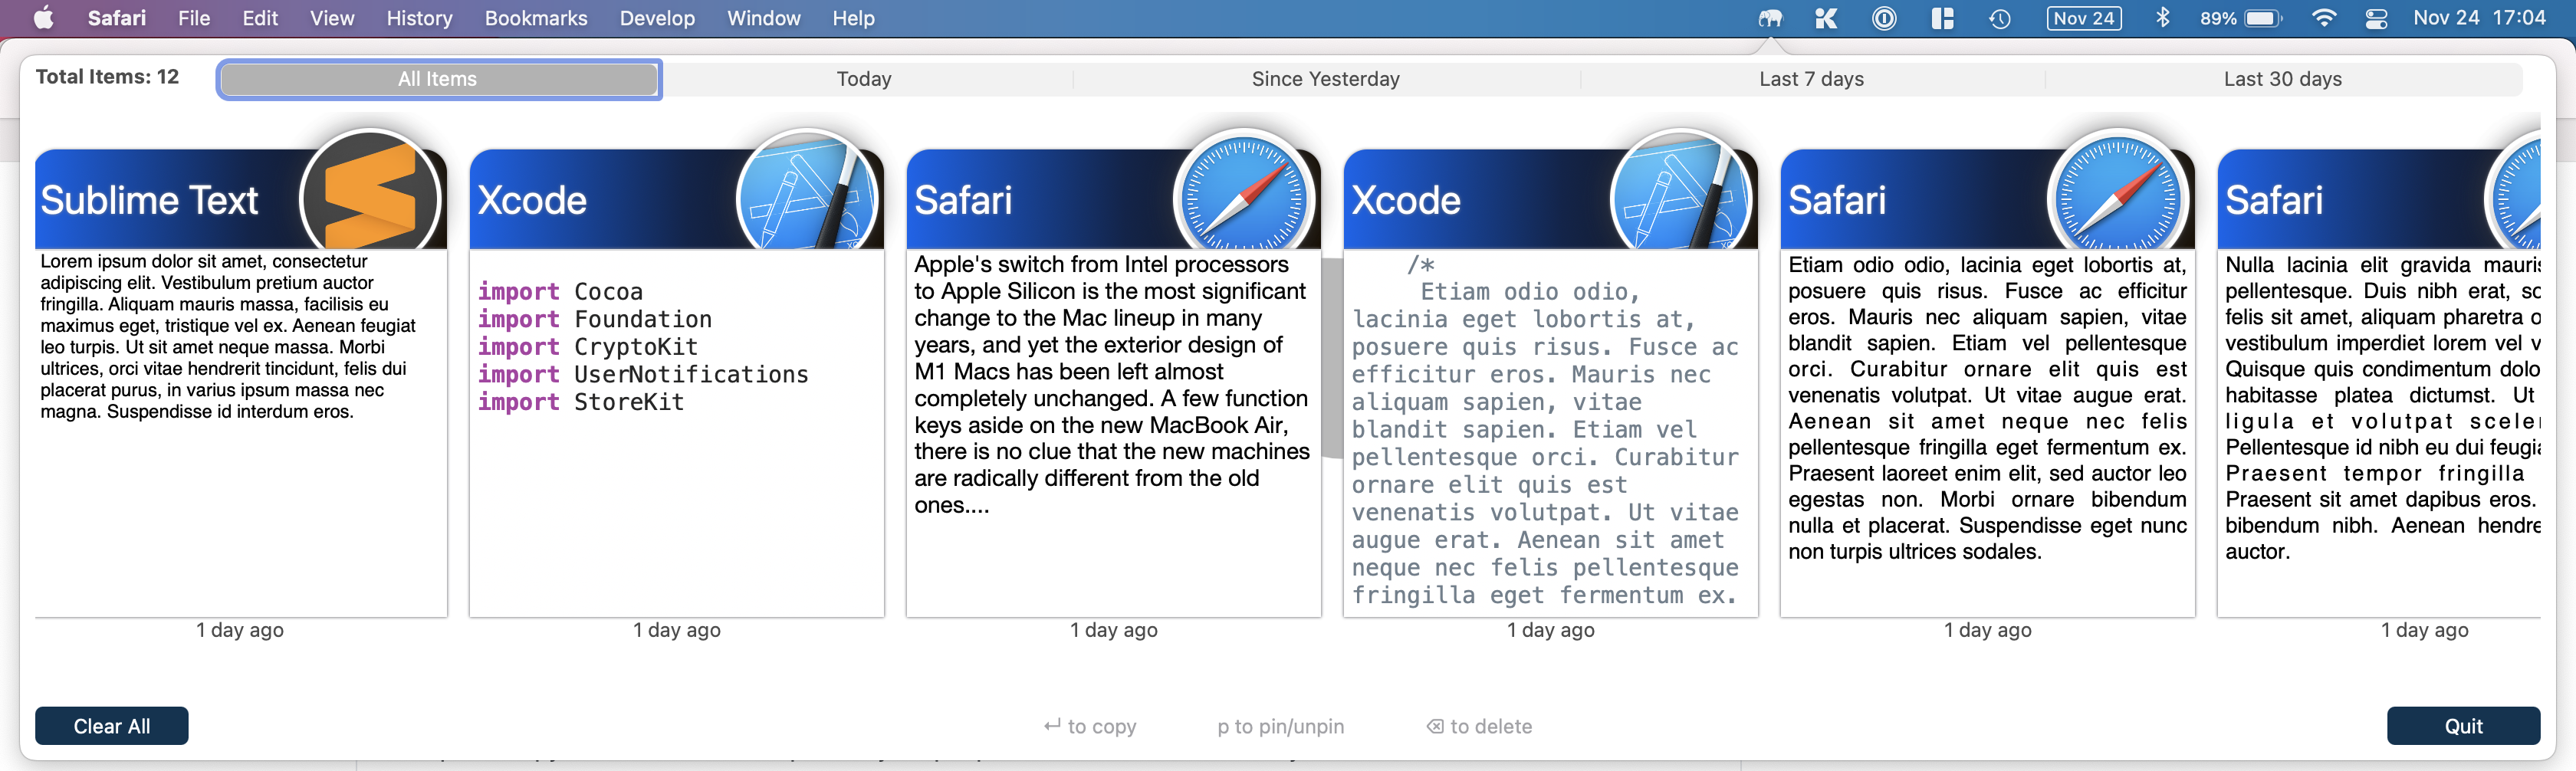 Safari File Edit View History Bookmarks Develop Window Help Nov 24 89% Nov 24 17:04
Total Items: 12 All Items Today Since Yesterday Last 7 days Last 30 days
Sublime Text
Lorem ipsum dolor sit amet, consectetur
adipiscing elit. Vestibulum pretium auctor
fringilla. Aliquam mauris massa, facilisis eu
maximus eget, tristique vel ex. Aenean feugiat
leo turpis. Ut sit amet neque massa. Morbi
ultrices, orci vitae hendrerit tincidunt, felis dui
placerat purus, in varius ipsum massa nec
magna. Suspendisse id interdum eros.
1 day ago
Xcode
import Cocoa
import Foundation
import CryptoKit
import UserNotifications
import StoreKit
1 day ago
Safari
Apple's switch from Intel processors
to Apple Silicon is the most significant
change to the Mac lineup in many
years, and yet the exterior design of
M1 Macs has been left almost
completely unchanged. A few function
keys aside on the new MacBook Air,
there is no clue that the new machines
are radically different from the old
ones....
1 day ago
Xcode
/*
Etiam odio odio,
lacinia eget lobortis at,
posuere quis risus. Fusce ac
efficitur eros. Mauris nec
aliquam sapien, vitae
blandit sapien. Etiam vel
pellentesque orci. Curabitur
ornare elit quis est
venenatis volutpat. Ut vitae
augue erat. Aenean sit amet
neque nec felis pellentesque
fringilla eget fermentum ex.
1 day ago
Safari
Etiam odio odio, lacinia eget lobortis at,
posuere quis risus. Fusce ac efficitur
eros. Mauris nec aliquam sapien, vitae
blandit sapien. Etiam vel pellentesque
orci. Curabitur ornare elit quis est
venenatis volutpat. Ut vitae augue erat.
Aenean sit amet neque nec felis
pellentesque fringilla eget fermentum ex.
Praesent laoreet enim elit, sed auctor leo
egestas non. Morbi ornare bibendum
nulla et placerat. Suspendisse eget nunc
non turpis ultrices sodales.
1 day ago
Safari
Nulla lacinia elit gravida mauris
pellentesque. Duis nibh erat,
felis sit amet, aliquam pharetra
vestibulum imperdiet lorem vel
Quisque quis condimentum
habitasse platea dictumst. Ut
ligula et volutpat
Pellentesque id nibh eu dui
Praesent tempor fringilla
Praesent sit amet dapibus eros.
bibendum nibh. Aenean
auctor.
1 day ago
Clear All ↵ to copy p to pin/unpin ⌫ to delete Quit